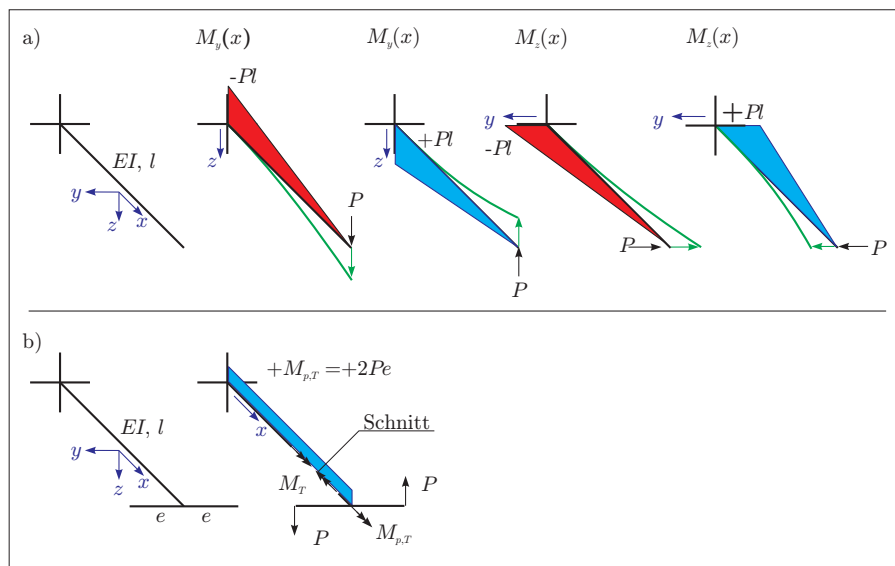 a)
M_y(x) M_y(x) M_z(x) M_z(x)
-Pl
+Pl
+Pl
-Pl
z
z
y
y
EI, l
y
z
x
P
P
P
P
b)
+M_{p,T}=+2Pe
EI, l
x
Schnitt
y
z
x
M_T
P
e e
P
M_{p,T}